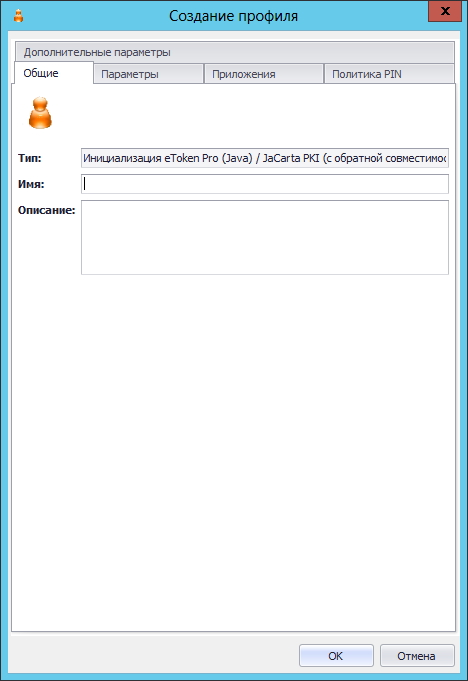 Создание профиля
x
Дополнительные параметры
Общие Параметры Приложения Политика PIN
Тип: Инициализация eToken Pro (Java) / JaCarta PKI (с обратной совместимос
Имя:
Описание:
OK Отмена